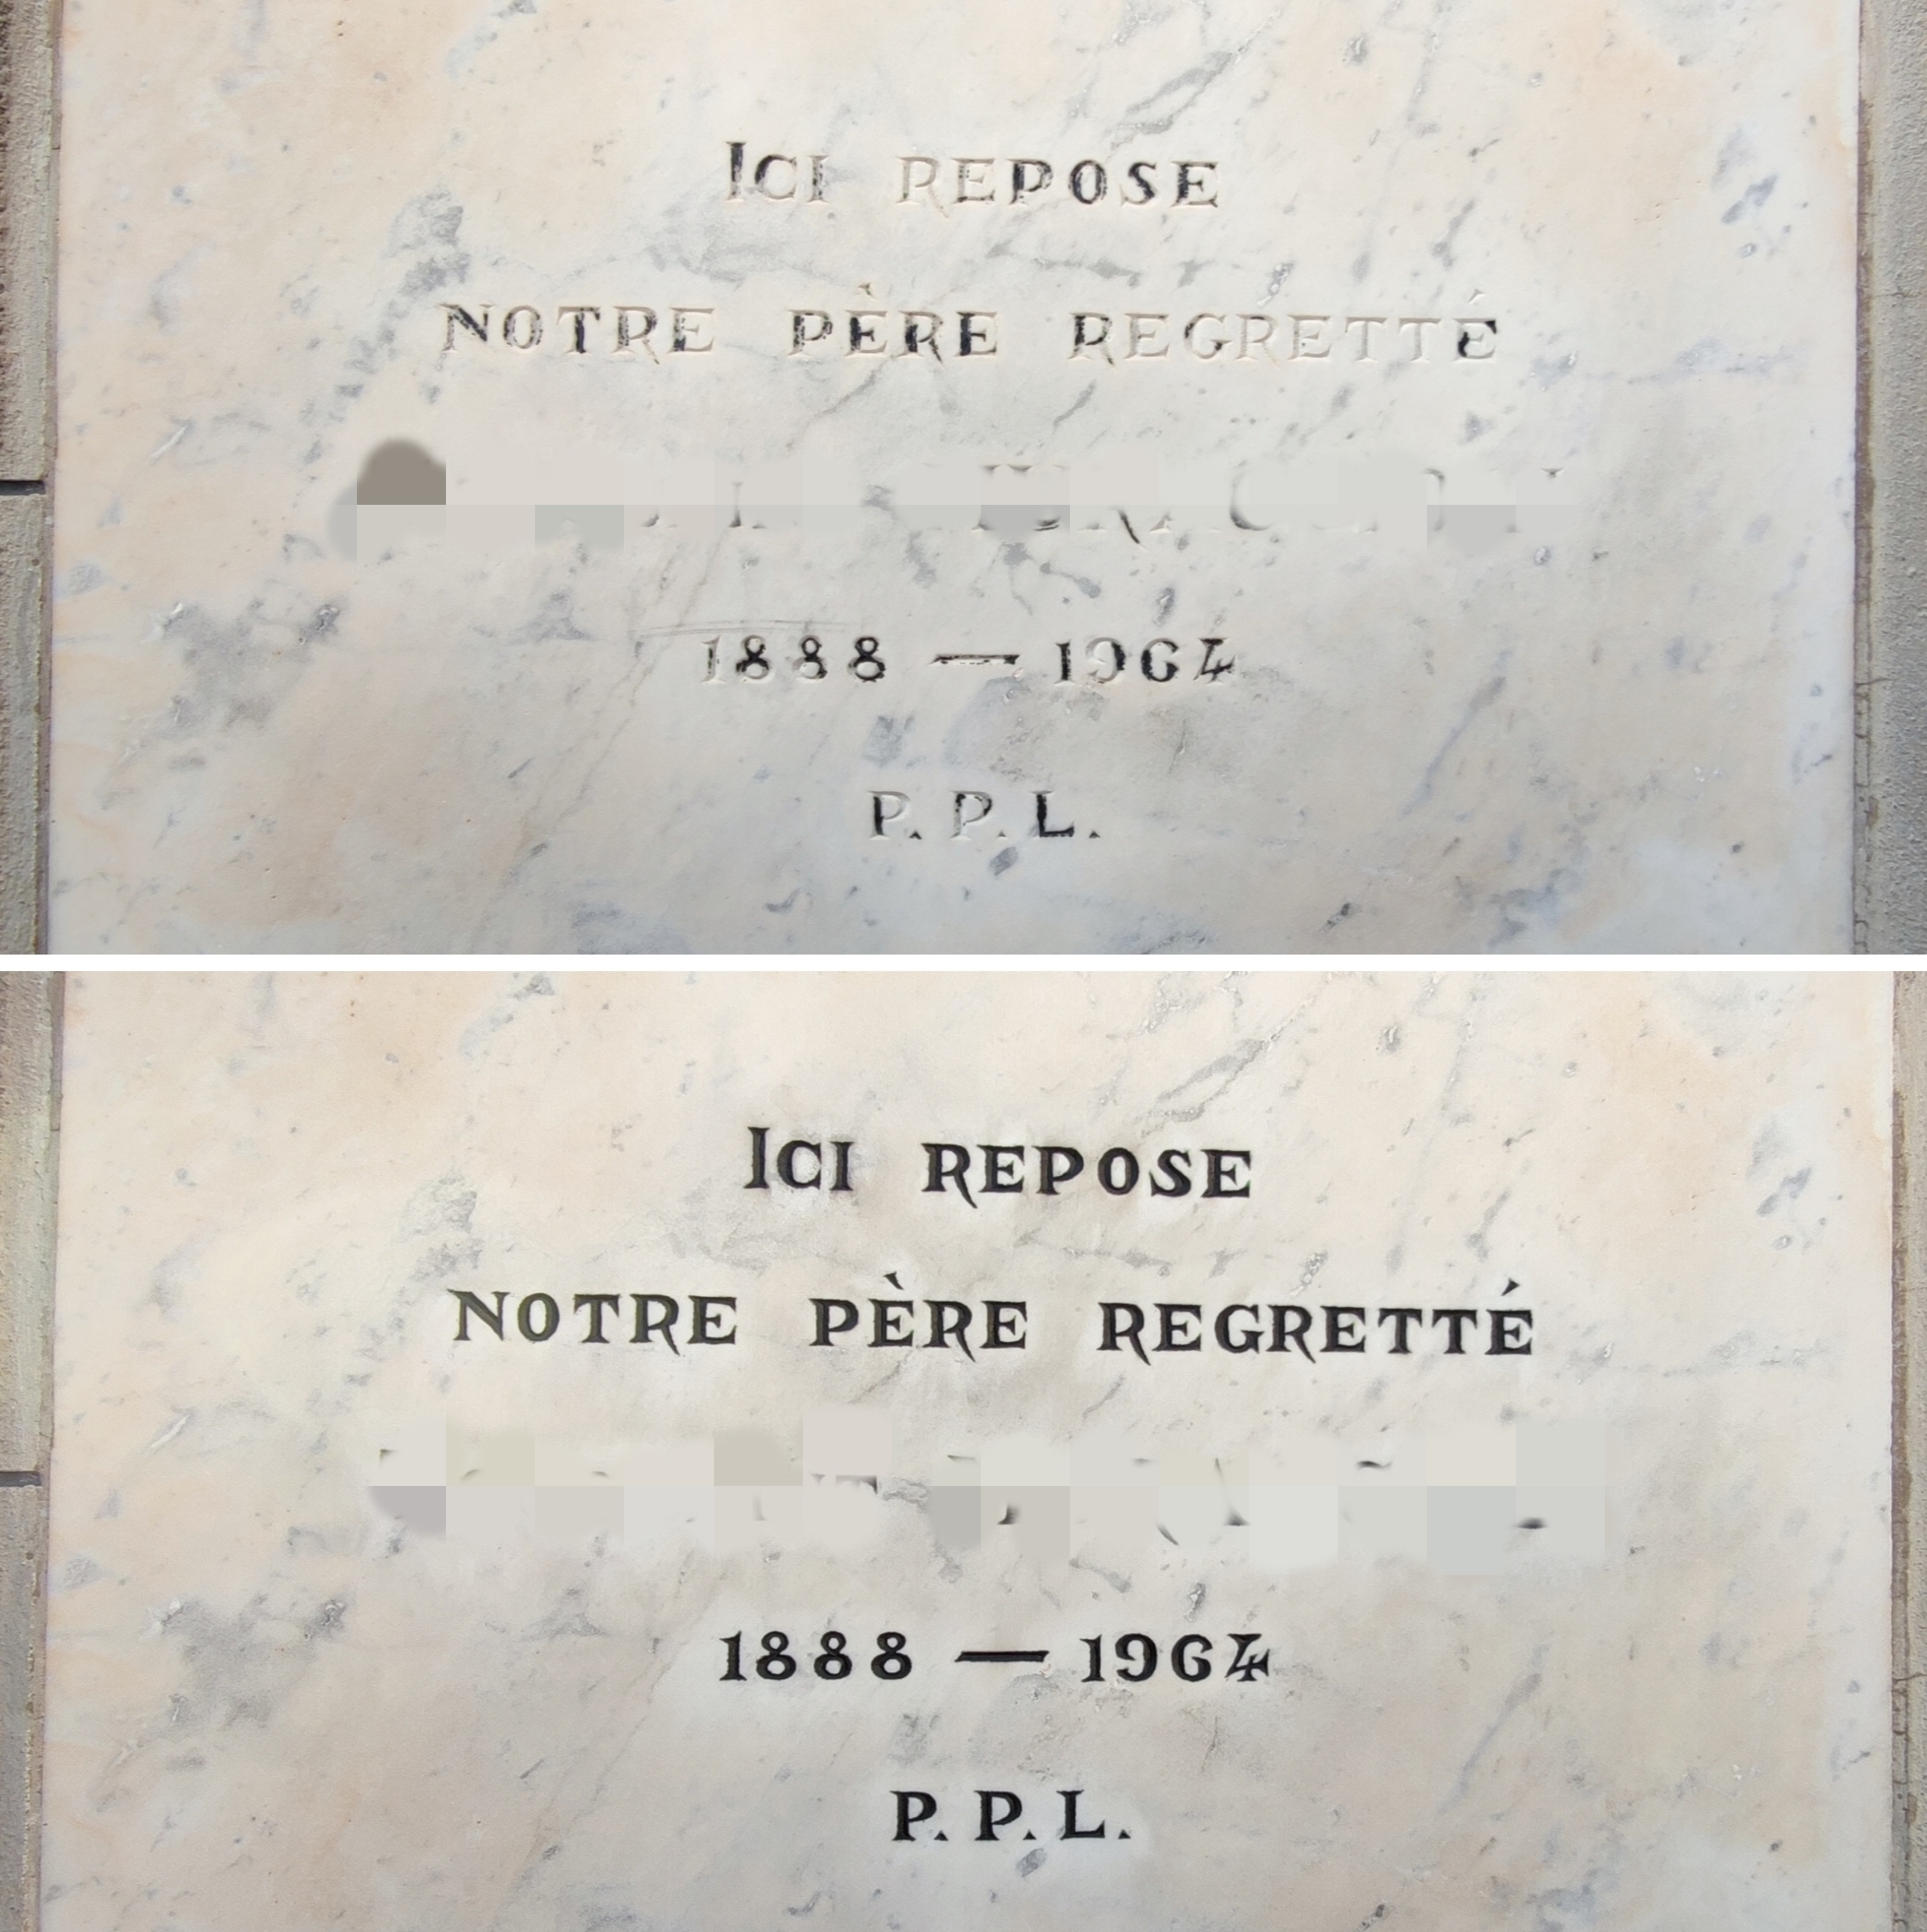 ICI REPOSE
NOTRE PÈRE REGRETTÉ
1888 — 1964
P. P. L.
ICI REPOSE
NOTRE PÈRE REGRETTÉ
1888 — 1964
P. P. L.